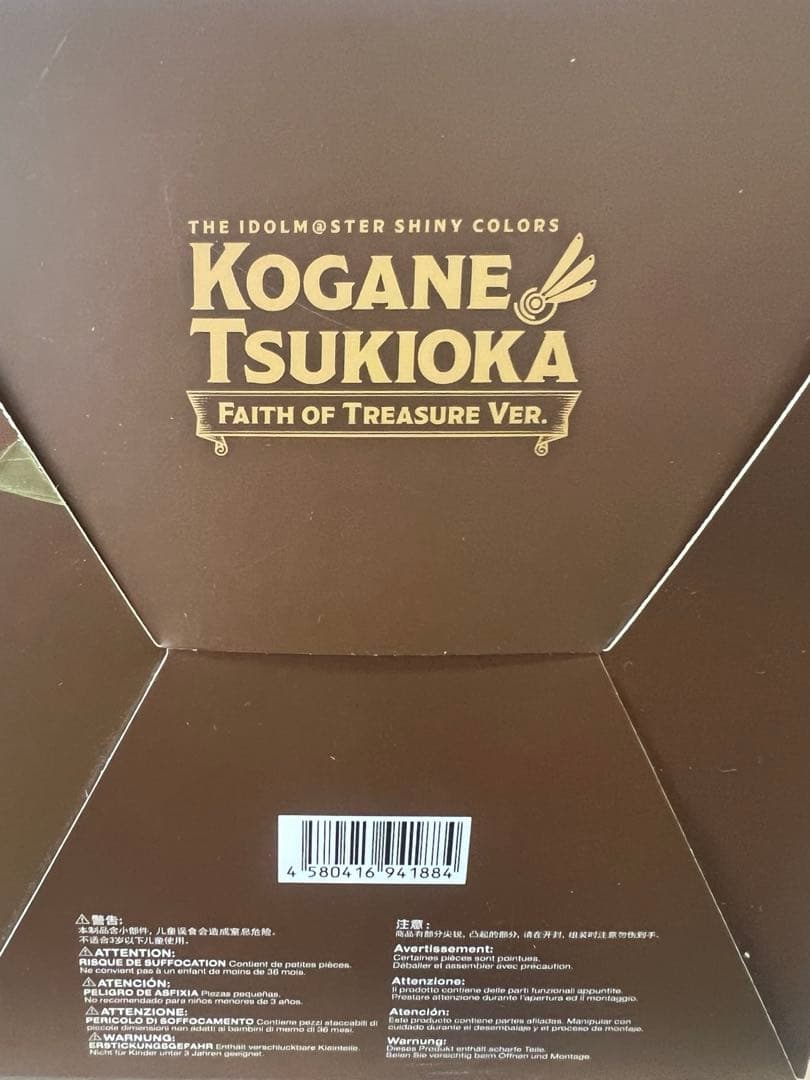 THE IDOLM@STER SHINY COLORS
KOGANE
TSUKIOKA
FAITH OF TREASURE VER.
4 580416 941884
⚠警告:
本制品含小部件, 儿童误食会造成窒息危险。
不适合3岁以下儿童使用。
⚠ATTENTION:
RISQUE DE SUFFOCATION Contient de petites pièces.
Ne convient pas à un enfant de moins de 36 mois.
⚠ATENCIÓN:
PELIGRO DE ASFIXIA Piezas pequeñas.
No recomendado para niños menores de 3 años.
⚠ATTENZIONE:
PERICOLO DI SOFFOCAMENTO Contiene pezzi staccabili di
piccole dimensioni non adatti ai bambini di memo di 36 mesi.
⚠WARNUNG:
ERSTICKUNGSGEFAHR Enthält verschluckbare Kleinteile.
Nicht für Kinder unter 3 Jahren geeignet.
注意:
商品有部分尖锐, 凸起的部分, 请在开封, 组装时注意勿伤到手。
Avertissement:
Certaines pièces sont pointues.
Déballer et assembler avec précaution.
Attenzione:
Il prodotto contiene delle parti funzionali appuntite.
Prestare attenzione durante l'apertura ed il montaggio.
Atención:
Este producto contiene partes afiladas. Manipular con
cuidado durante el desembalaje y el proceso de montaje.
Warnung:
Dieses Produkt enthält scharfe Teile.
Seien Sie vorsichtig beim Öffnen und Montage.